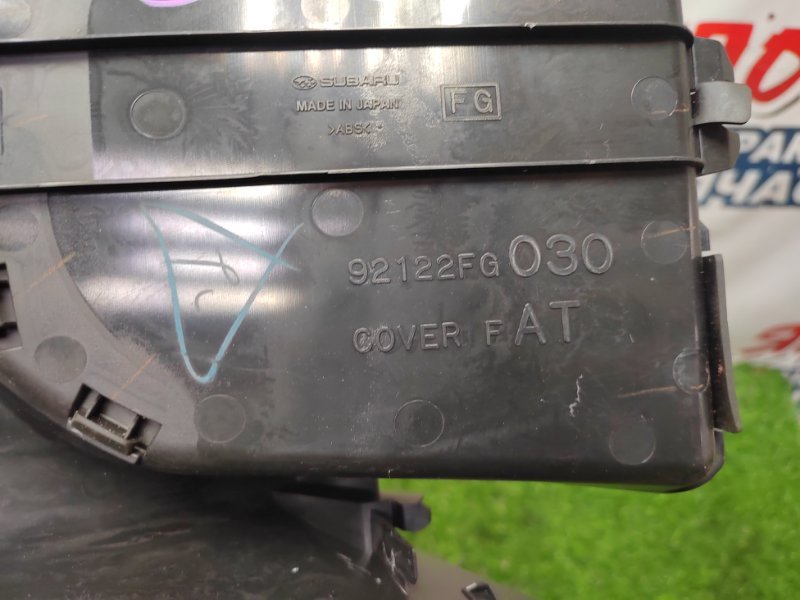 SUBARU
MADE IN JAPAN
FG
>ABS<
92122FG030
COVER F AT